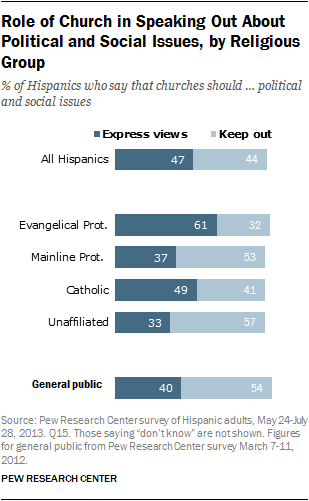 Role of Church in Speaking Out About
Political and Social Issues, by Religious
Group
% of Hispanics who say that churches should ... political
and social issues
Express views Keep out
All Hispanics 47 44
Evangelical Prot. 61 32
Mainline Prot. 37 53
Catholic 49 41
Unaffiliated 33 57
General public 40 54
Source: Pew Research Center survey of Hispanic adults, May 24-July
28, 2013. Q15. Those saying “don’t know” are not shown. Figures
for general public from Pew Research Center survey March 7-11,
2012.
PEW RESEARCH CENTER